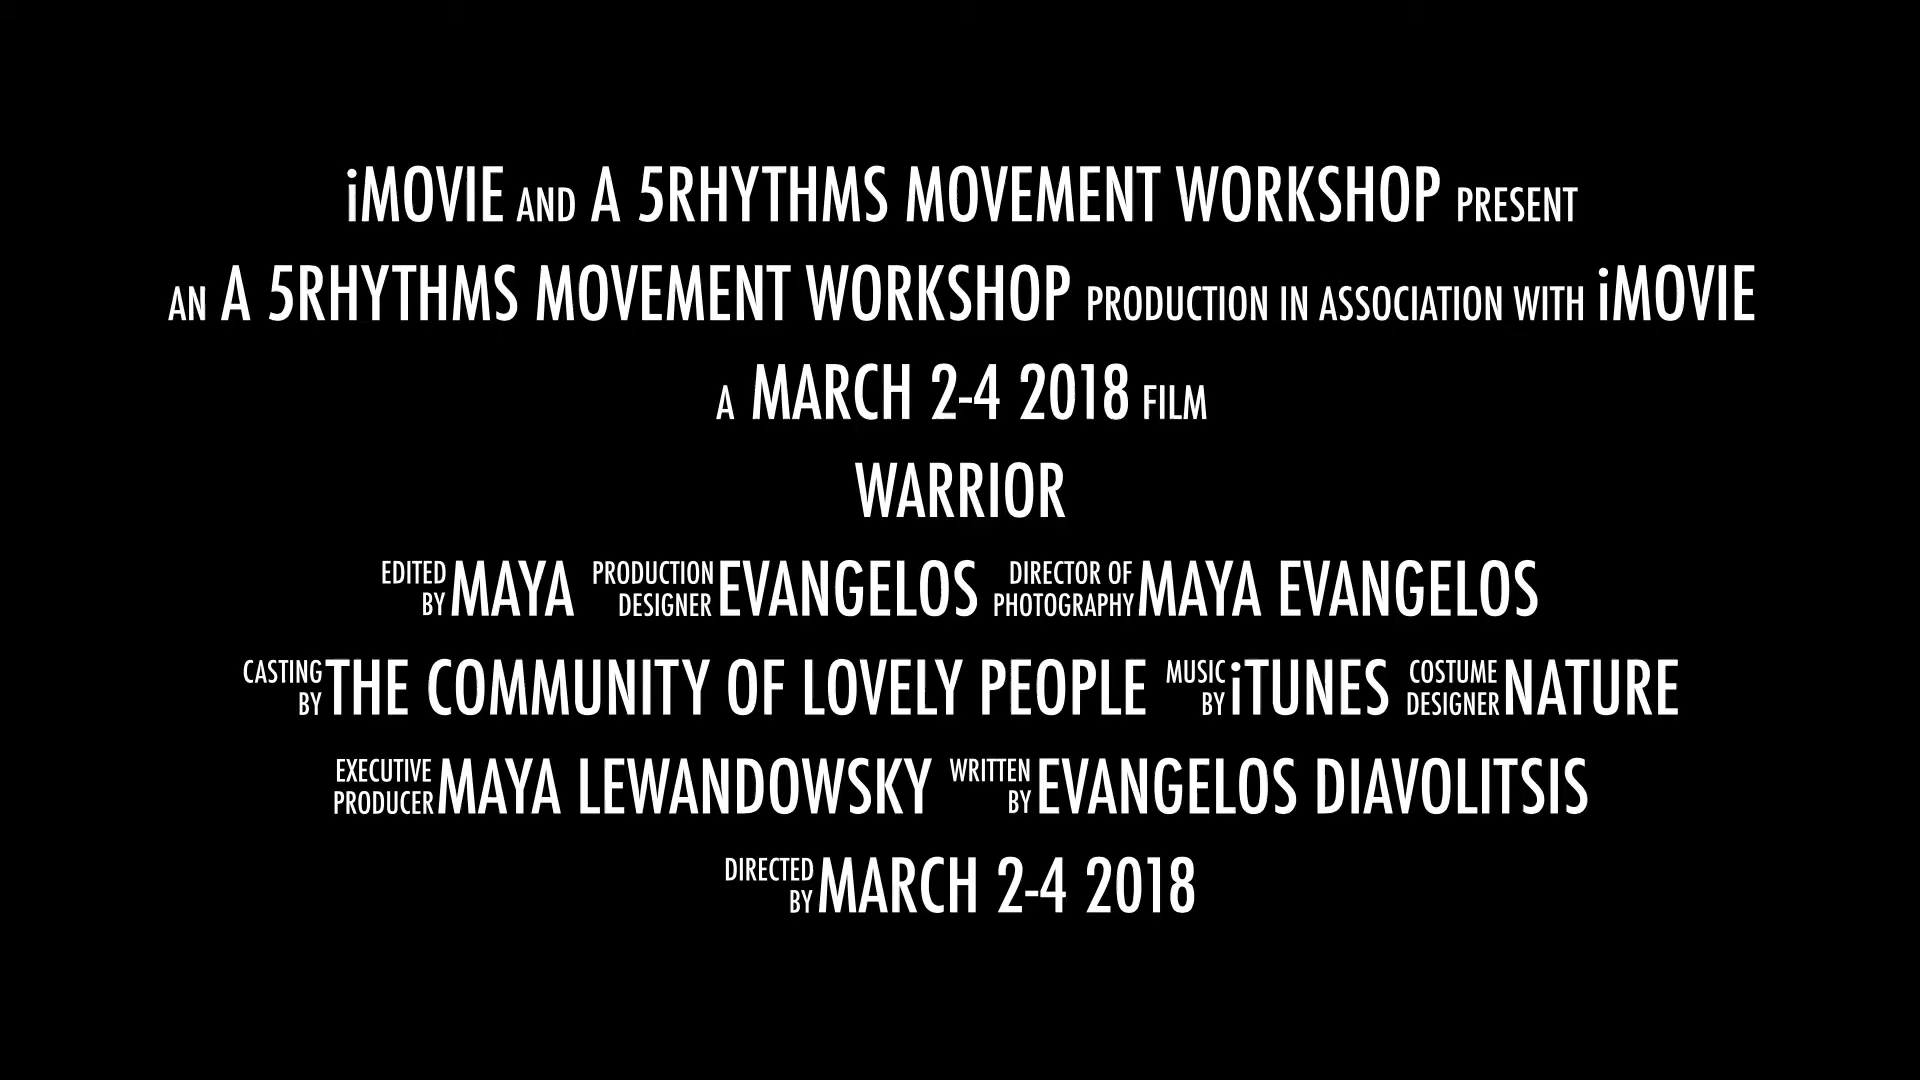 iMOVIE AND A 5RHYTHMS MOVEMENT WORKSHOP PRESENT
AN A 5RHYTHMS MOVEMENT WORKSHOP PRODUCTION IN ASSOCIATION WITH iMOVIE
A MARCH 2-4 2018 FILM
WARRIOR
EDITED BY MAYA PRODUCTION DESIGNER EVANGELOS DIRECTOR OF PHOTOGRAPHY MAYA EVANGELOS
CASTING BY THE COMMUNITY OF LOVELY PEOPLE MUSIC BY iTUNES COSTUME DESIGNER NATURE
EXECUTIVE PRODUCER MAYA LEWANDOWSKY WRITTEN BY EVANGELOS DIAVOLITSIS
DIRECTED BY MARCH 2-4 2018